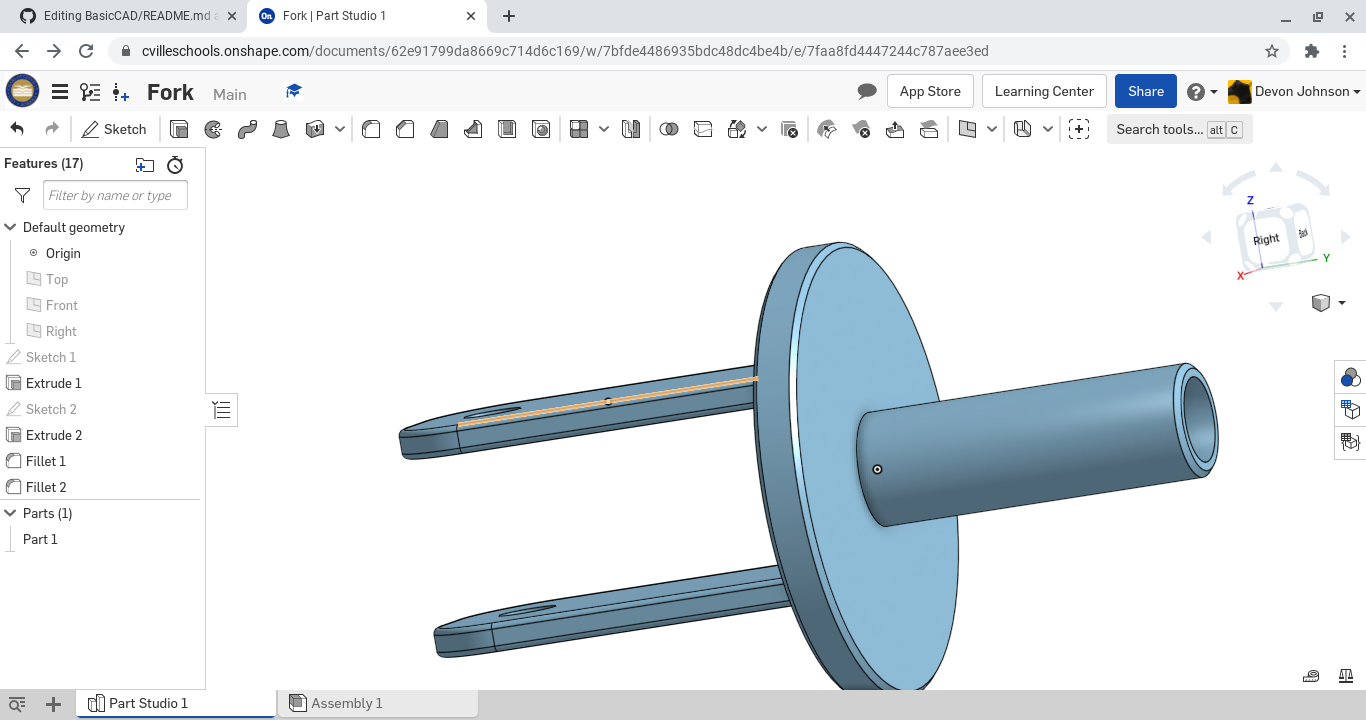 Editing BasicCAD/README.md a
Fork | Part Studio 1
cvilleschools.onshape.com/documents/62e91799da8669c714d6c169/w/7bfde4486935bdc48dc4be4b/e/7faa8fd4447244c787aee3ed
On
Fork Main
App Store
Learning Center
Share
Devon Johnson
Sketch
Search tools... alt C
Features (17)
Filter by name or type
Default geometry
Origin
Top
Front
Right
Sketch 1
Extrude 1
Sketch 2
Extrude 2
Fillet 1
Fillet 2
Parts (1)
Part 1
Z
Right
Back
X
Y
Part Studio 1
Assembly 1